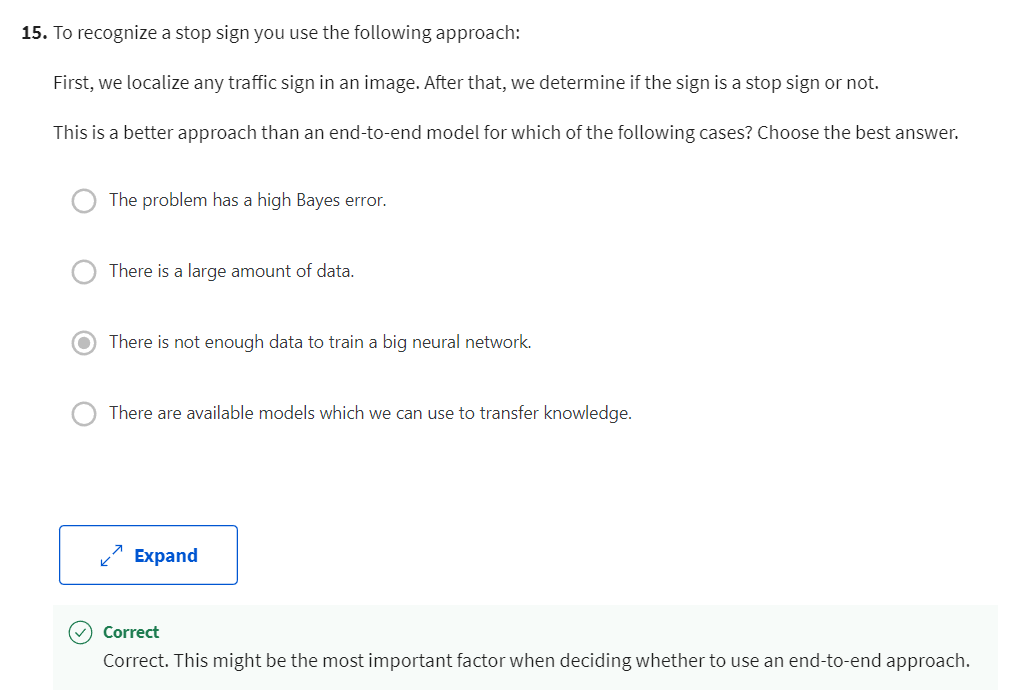 15. To recognize a stop sign you use the following approach:
First, we localize any traffic sign in an image. After that, we determine if the sign is a stop sign or not.
This is a better approach than an end-to-end model for which of the following cases? Choose the best answer.
The problem has a high Bayes error.
There is a large amount of data.
There is not enough data to train a big neural network.
There are available models which we can use to transfer knowledge.
Expand
Correct
Correct. This might be the most important factor when deciding whether to use an end-to-end approach.